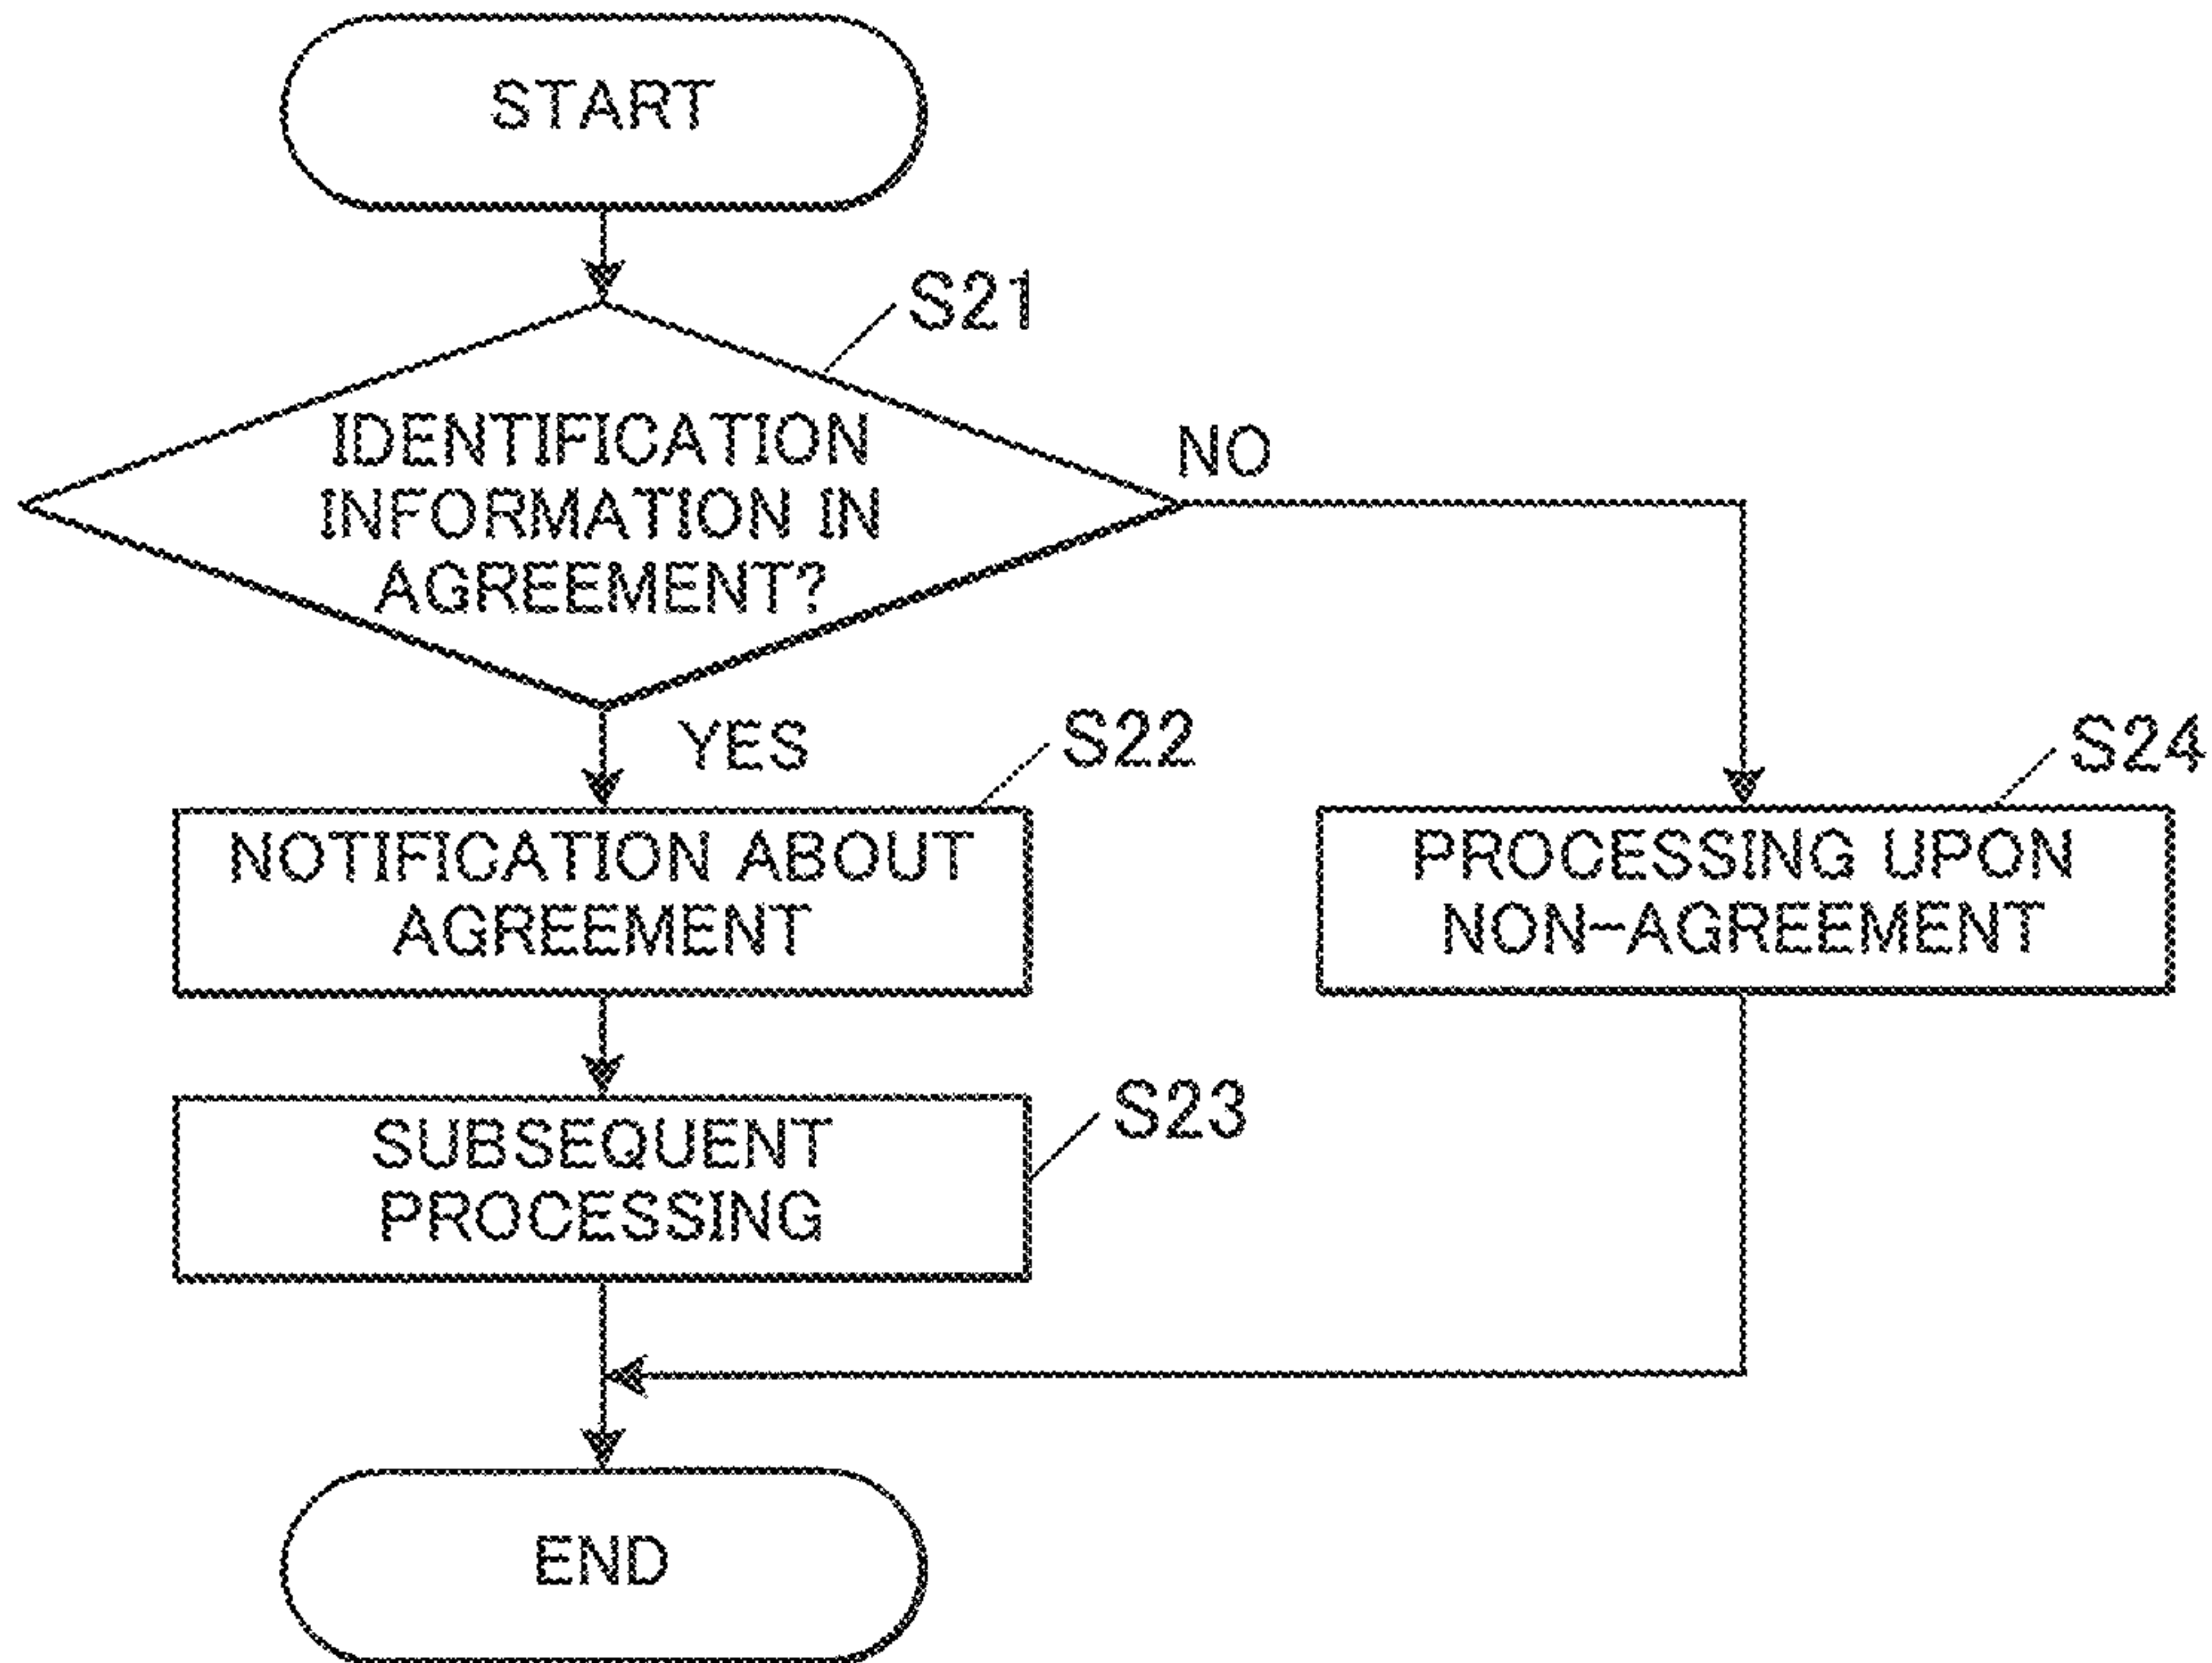 START
S21
IDENTIFICATION
INFORMATION IN
AGREEMENT?
NO
YES
S22
NOTIFICATION ABOUT
AGREEMENT
S24
PROCESSING UPON
NON-AGREEMENT
S23
SUBSEQUENT
PROCESSING
END